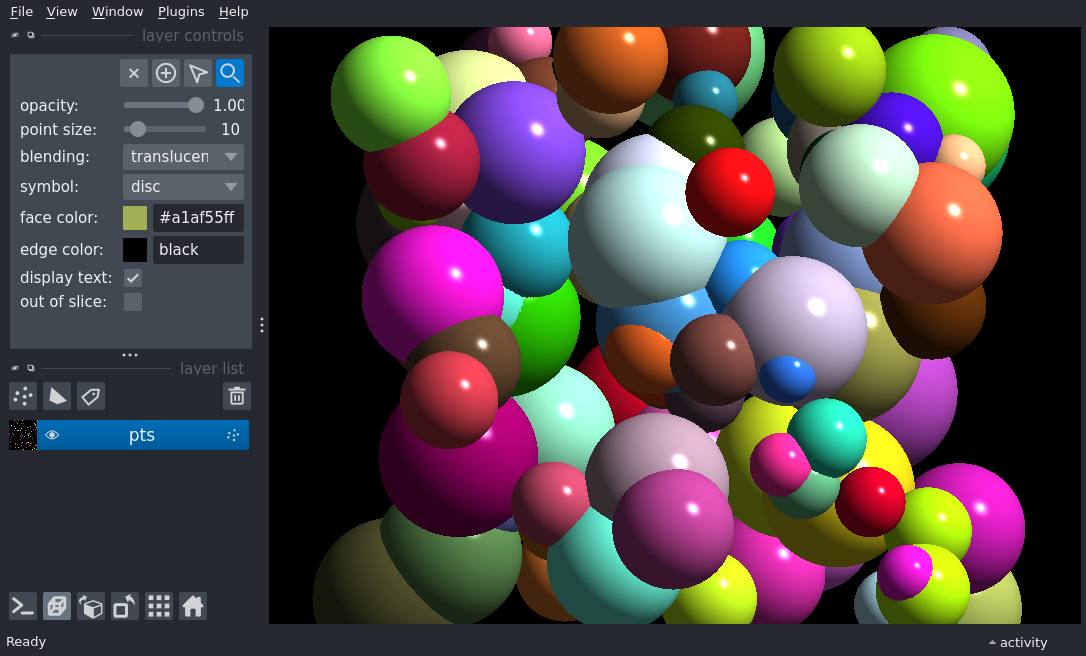 File View Window Plugins Help
layer controls
opacity: 1.00
point size: 10
blending: translucen
symbol: disc
face color: #a1af55ff
edge color: black
display text:
out of slice:
layer list
pts
Ready
activity